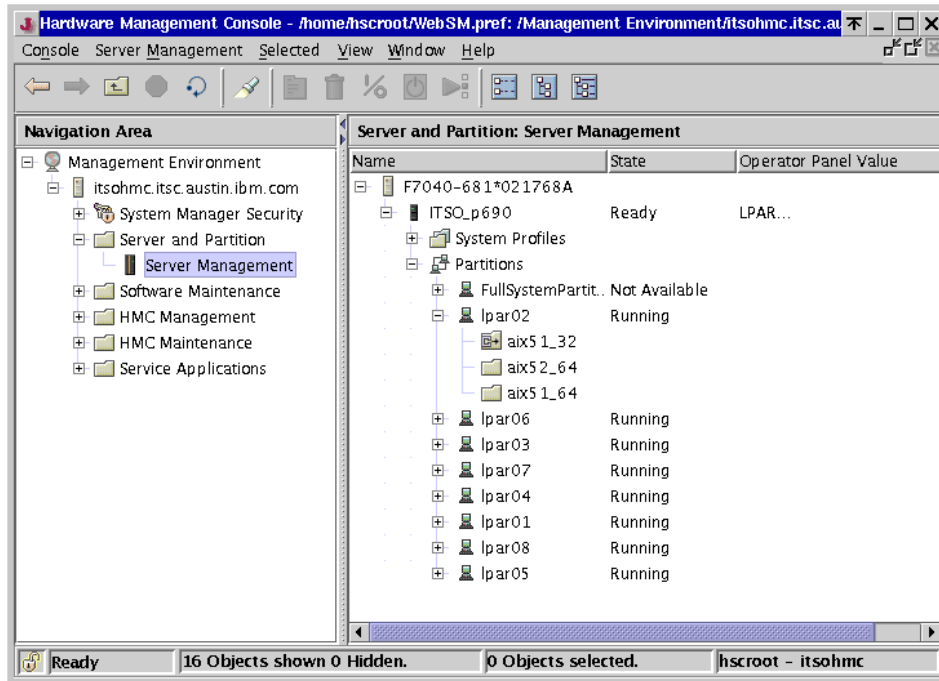 Hardware Management Console - /home/hscroot/WebSM.pref: /Management Environment/itsohmc.itsc.au
Console Server Management Selected View Window Help
Navigation Area
Management Environment
itsohmc.itsc.austin.ibm.com
System Manager Security
Server and Partition
Server Management
Software Maintenance
HMC Management
HMC Maintenance
Service Applications
Server and Partition: Server Management
Name State Operator Panel Value
F7040-681*021768A
ITSO_p690 Ready LPAR...
System Profiles
Partitions
FullSystemPartit.. Not Available
lpar02 Running
aix51_32
aix52_64
aix51_64
lpar06 Running
lpar03 Running
lpar07 Running
lpar04 Running
lpar01 Running
lpar08 Running
lpar05 Running
Ready 16 Objects shown 0 Hidden. 0 Objects selected. hscroot - itsohmc